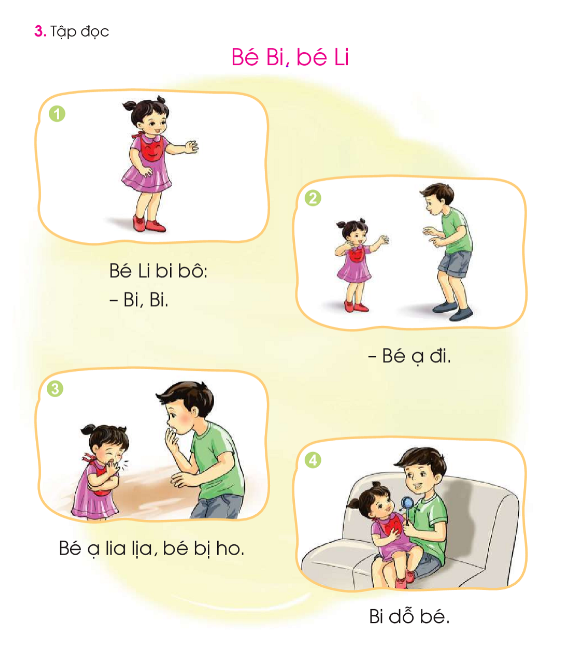 3. Tập đọc
Bé Bi, bé Li
1
Bé Li bi bô:
– Bi, Bi.
2
– Bé ạ đi.
3
Bé ạ lia lịa, bé bị ho.
4
Bi dỗ bé.